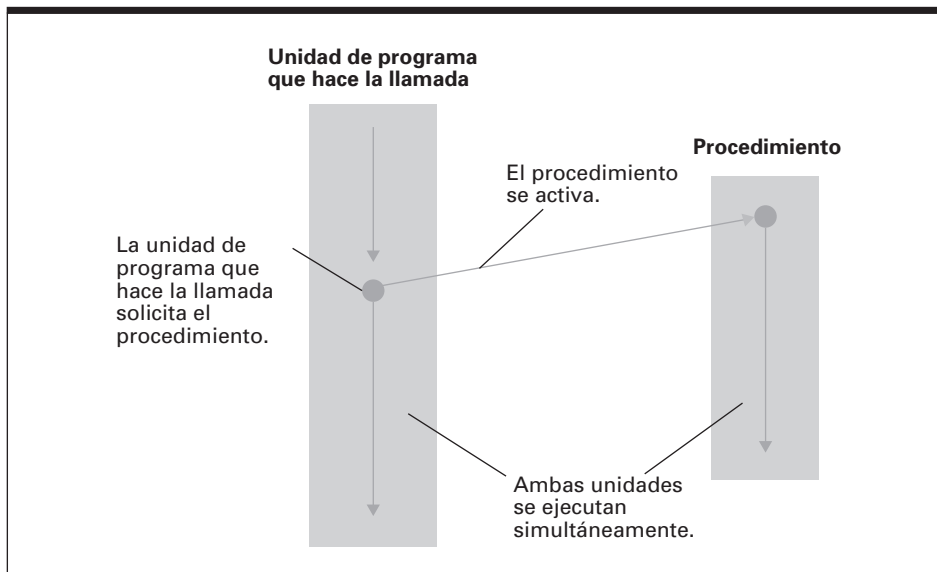 Unidad de programa
que hace la llamada
Procedimiento
El procedimiento
se activa.
La unidad de
programa que
hace la llamada
solicita el
procedimiento.
Ambas unidades
se ejecutan
simultáneamente.